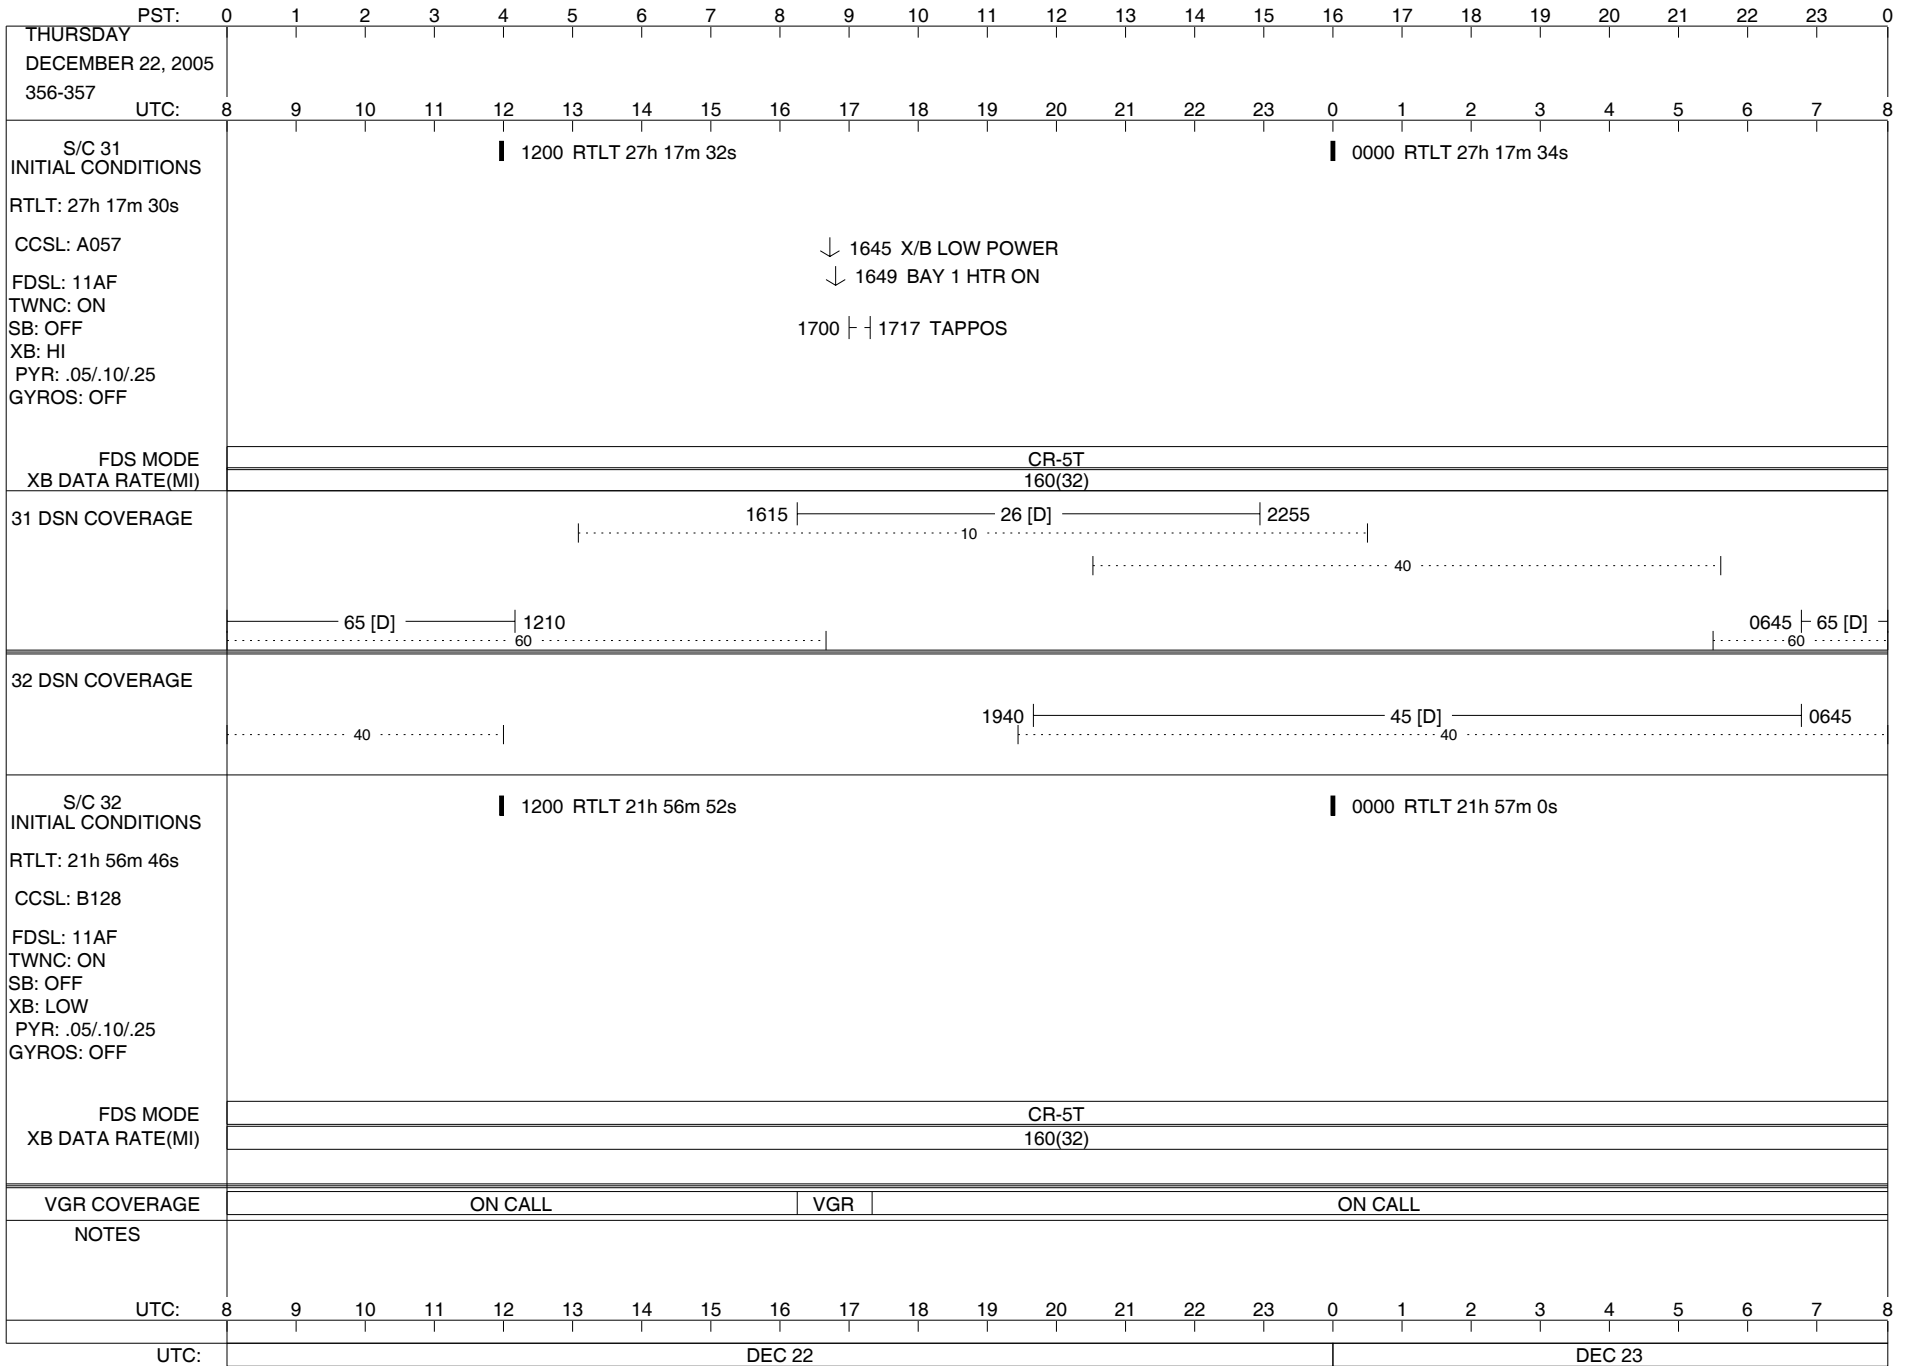 PST: 0 1 2 3 4 5 6 7 8 9 10 11 12 13 14 15 16 17 18 19 20 21 22 23 0
THURSDAY
DECEMBER 22, 2005
356-357
UTC: 8 9 10 11 12 13 14 15 16 17 18 19 20 21 22 23 0 1 2 3 4 5 6 7 8
S/C 31
INITIAL CONDITIONS
1200 RTLT 27h 17m 32s
0000 RTLT 27h 17m 34s
RTLT: 27h 17m 30s
CCSL: A057
1645 X/B LOW POWER
FDSL: 11AF
1649 BAY 1 HTR ON
TWNC: ON
SB: OFF
1700 1717 TAPPOS
XB: HI
PYR: .05/.10/.25
GYROS: OFF
FDS MODE CR-5T
XB DATA RATE(MI) 160(32)
31 DSN COVERAGE
1615 26 [D] 2255
10
40
65 [D] 1210
0645 65 [D]
60
60
32 DSN COVERAGE
1940 45 [D] 0645
40
40
S/C 32
INITIAL CONDITIONS
1200 RTLT 21h 56m 52s
0000 RTLT 21h 57m 0s
RTLT: 21h 56m 46s
CCSL: B128
FDSL: 11AF
TWNC: ON
SB: OFF
XB: LOW
PYR: .05/.10/.25
GYROS: OFF
FDS MODE CR-5T
XB DATA RATE(MI) 160(32)
VGR COVERAGE ON CALL VGR ON CALL
NOTES
UTC: 8 9 10 11 12 13 14 15 16 17 18 19 20 21 22 23 0 1 2 3 4 5 6 7 8
UTC: DEC 22 DEC 23